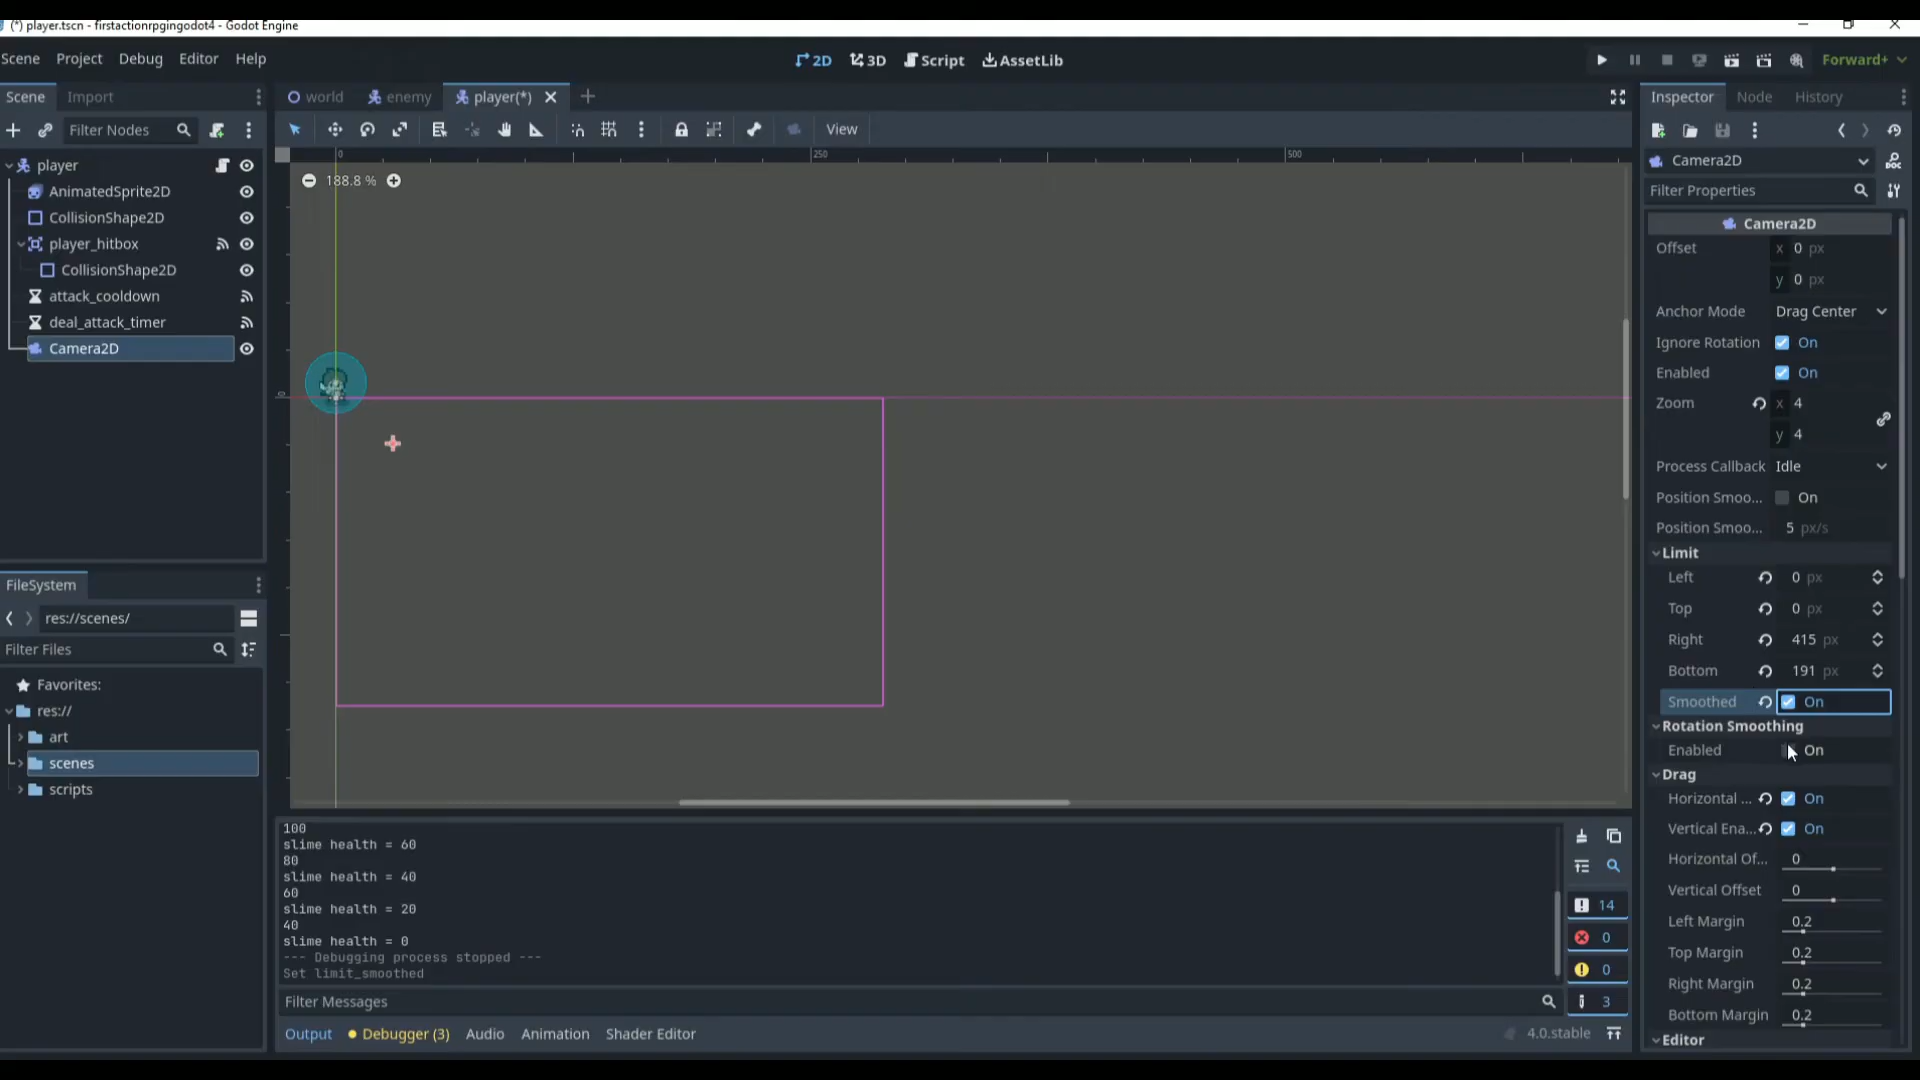 (*) player.tscn - firstactionrpgingodot4 - Godot Engine
Scene Project Debug Editor Help
2D 3D Script AssetLib
Forward+
Scene Import
world enemy player(*)
Inspector Node History
Filter Nodes
View
Camera2D
Filter Properties
player
AnimatedSprite2D
CollisionShape2D
player_hitbox
CollisionShape2D
attack_cooldown
deal_attack_timer
Camera2D
0 250 500
0
188.8 %
Camera2D
Offset x 0 px
y 0 px
Anchor Mode Drag Center
Ignore Rotation On
Enabled On
Zoom x 4
y 4
Process Callback Idle
Position Smoo... On
Position Smoo... 5 px/s
Limit
Left 0 px
Top 0 px
Right 415 px
Bottom 191 px
Smoothed On
Rotation Smoothing
Enabled On
Drag
Horizontal ... On
Vertical Ena... On
Horizontal Of... 0
Vertical Offset 0
Left Margin 0.2
Top Margin 0.2
Right Margin 0.2
Bottom Margin 0.2
Editor
FileSystem
res://scenes/
Filter Files
Favorites:
res://
art
scenes
scripts
100
slime health = 60
80
slime health = 40
60
slime health = 20
40
slime health = 0
--- Debugging process stopped ---
Set limit_smoothed
14
0
0
3
Filter Messages
Output Debugger (3) Audio Animation Shader Editor
4.0.stable